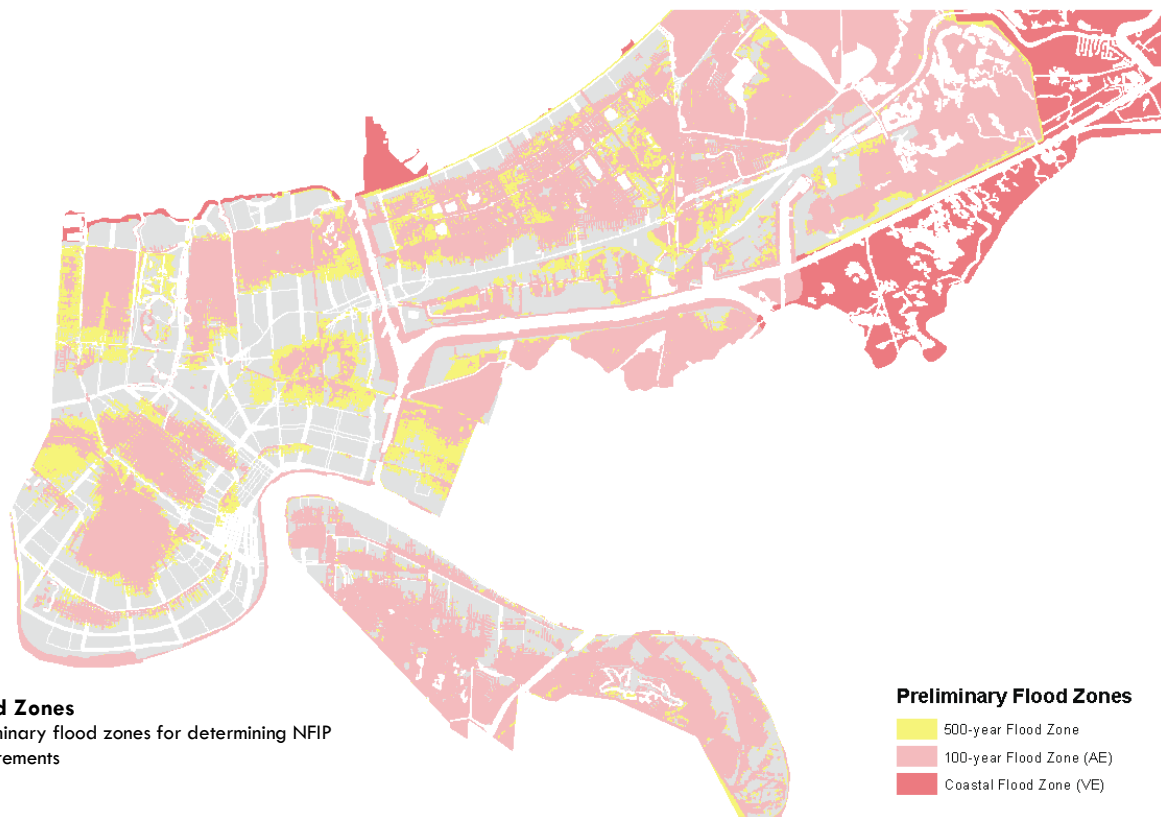 d Zones
minary flood zones for determining NFIP
rements
Preliminary Flood Zones
500-year Flood Zone
100-year Flood Zone (AE)
Coastal Flood Zone (VE)